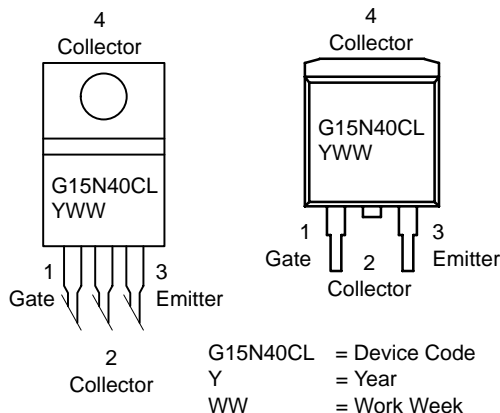 4
Collector
G15N40CL
YWW
1
Gate
3
Emitter
2
Collector
4
Collector
G15N40CL
YWW
1
Gate
2
Collector
3
Emitter
G15N40CL = Device Code
Y = Year
WW = Work Week